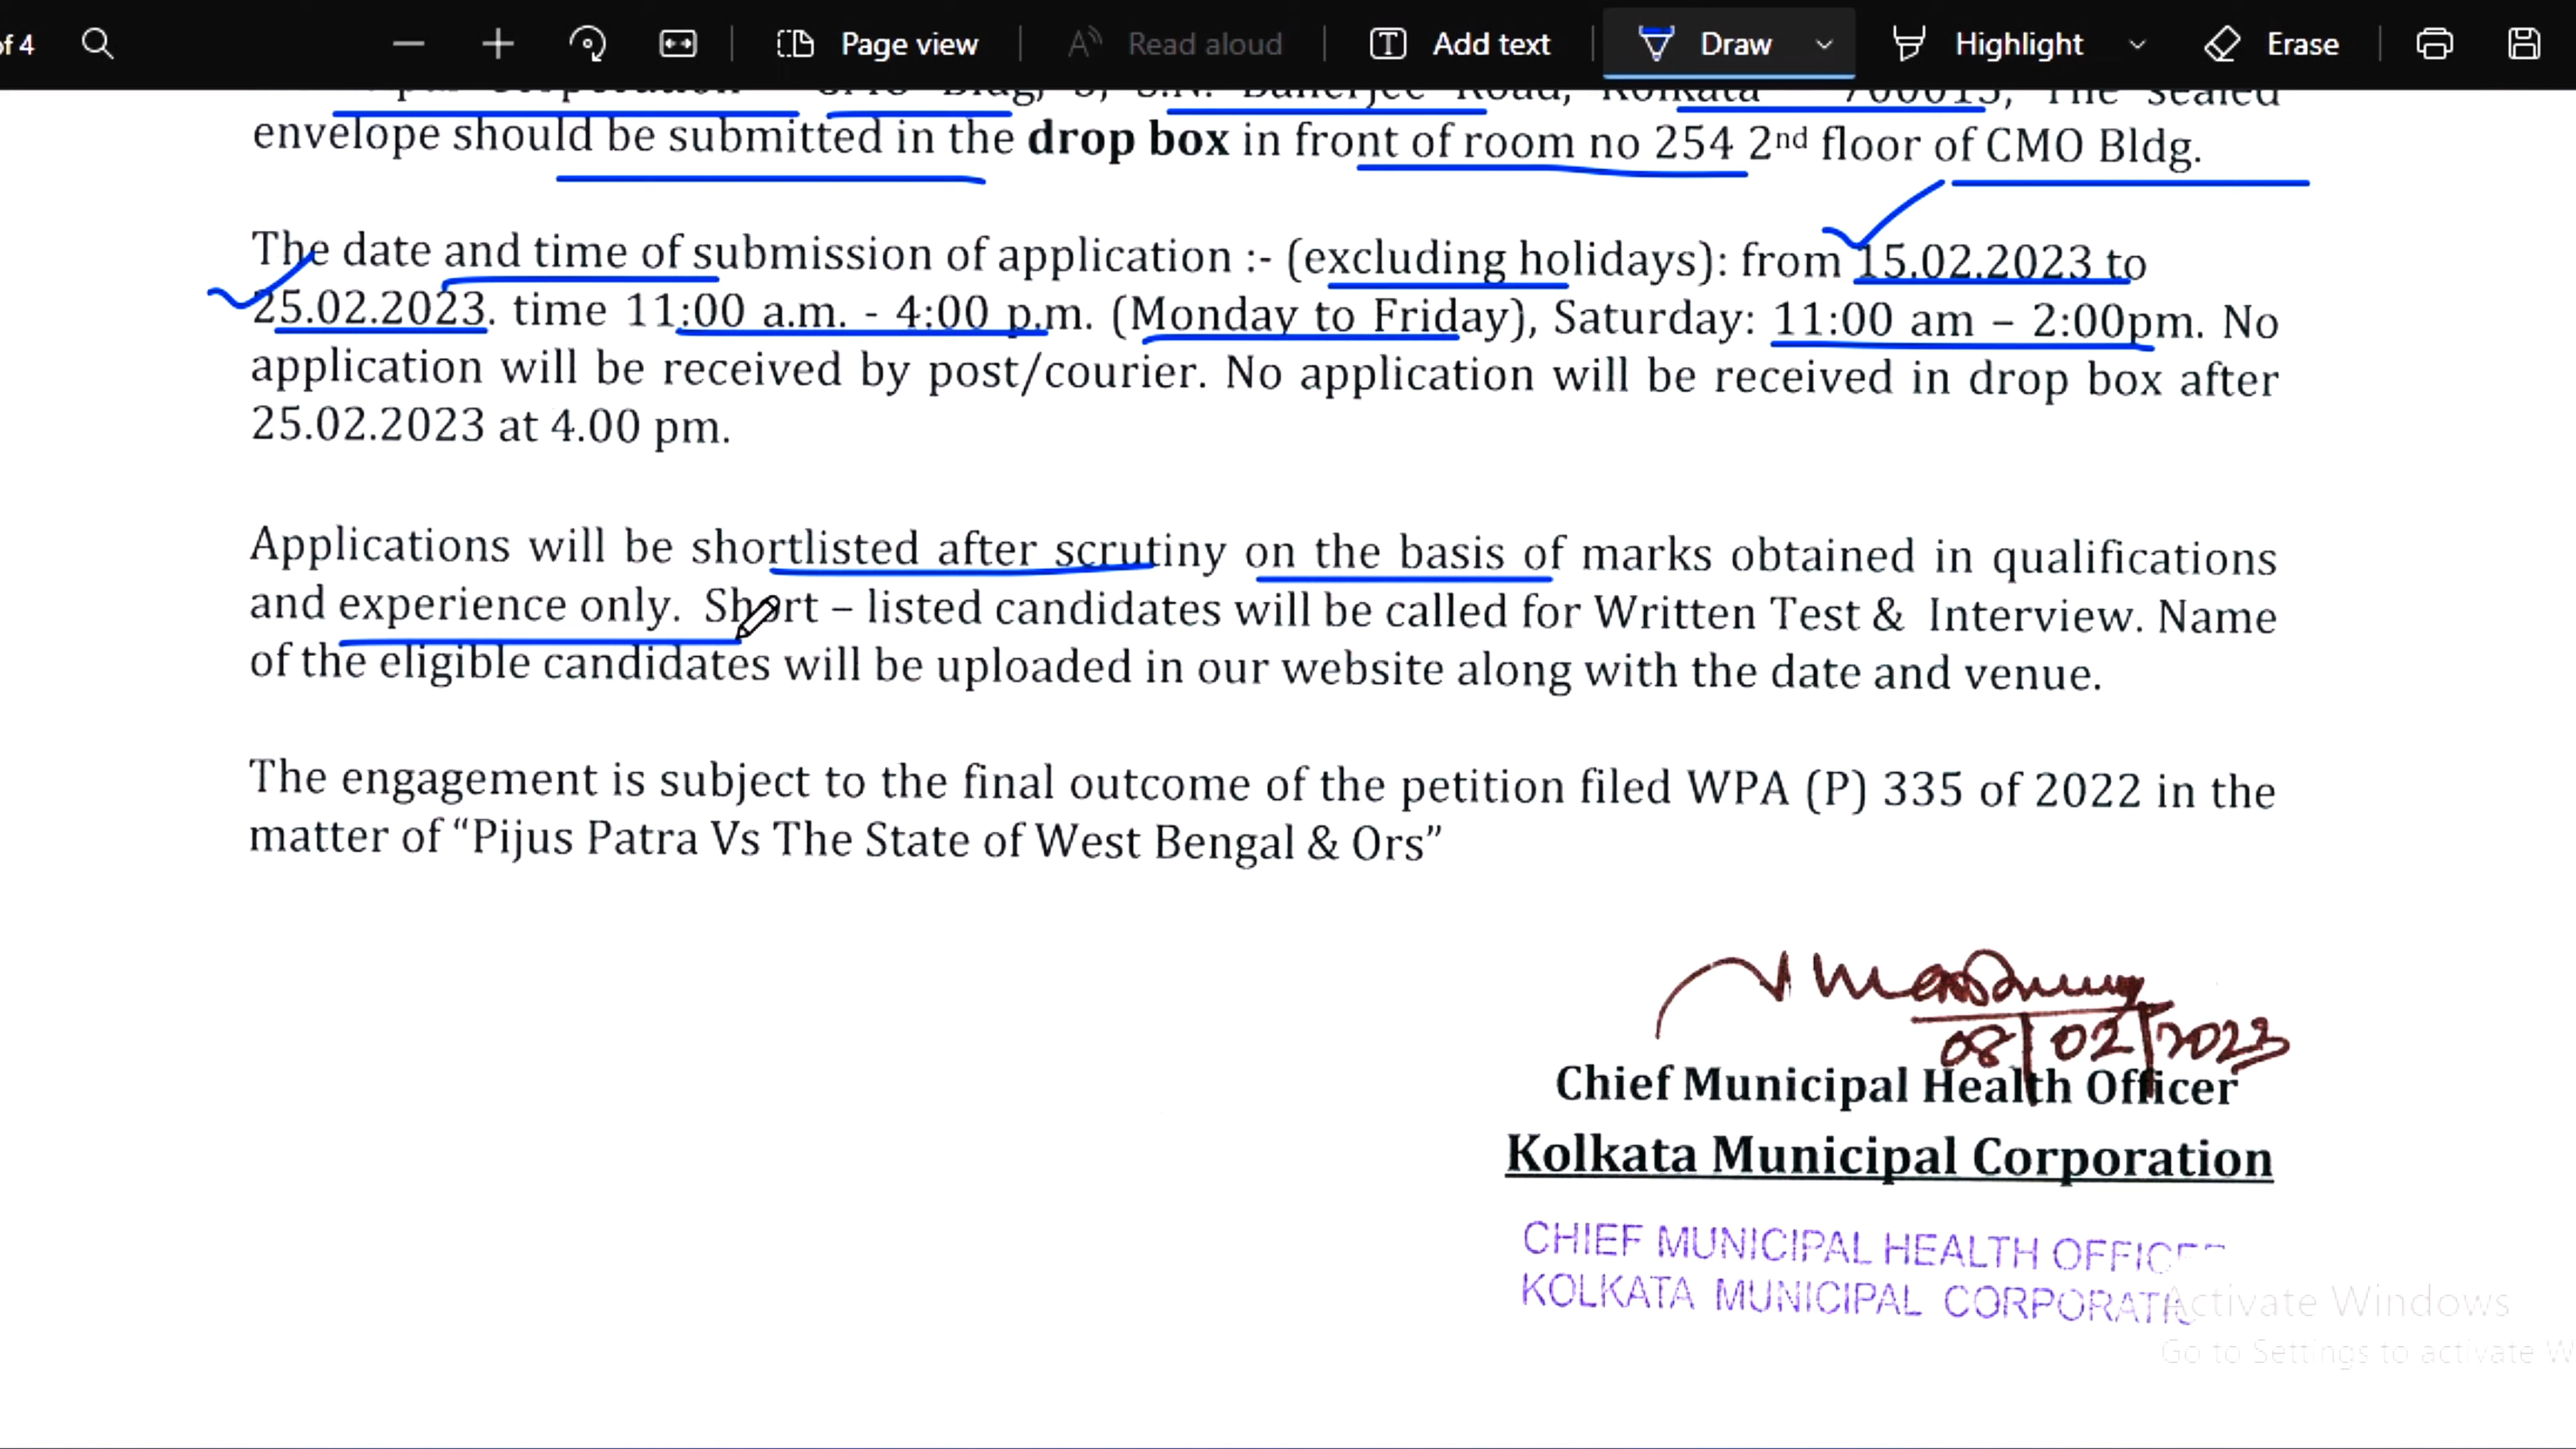 of 4 Page view Read aloud Add text Draw Highlight Erase
Road, Kolkata 700013, The sealed
envelope should be submitted in the drop box in front of room no 254 2nd floor of CMO Bldg.
The date and time of submission of application :- (excluding holidays): from 15.02.2023 to
25.02.2023. time 11:00 a.m. - 4:00 p.m. (Monday to Friday), Saturday: 11:00 am – 2:00pm. No
application will be received by post/courier. No application will be received in drop box after
25.02.2023 at 4.00 pm.
Applications will be shortlisted after scrutiny on the basis of marks obtained in qualifications
and experience only. Short – listed candidates will be called for Written Test & Interview. Name
of the eligible candidates will be uploaded in our website along with the date and venue.
The engagement is subject to the final outcome of the petition filed WPA (P) 335 of 2022 in the
matter of “Pijus Patra Vs The State of West Bengal & Ors”
08/02/2023
Chief Municipal Health Officer
Kolkata Municipal Corporation
CHIEF MUNICIPAL HEALTH OFFICE
KOLKATA MUNICIPAL CORPORATIO
Activate Windows
Go to Settings to activate W